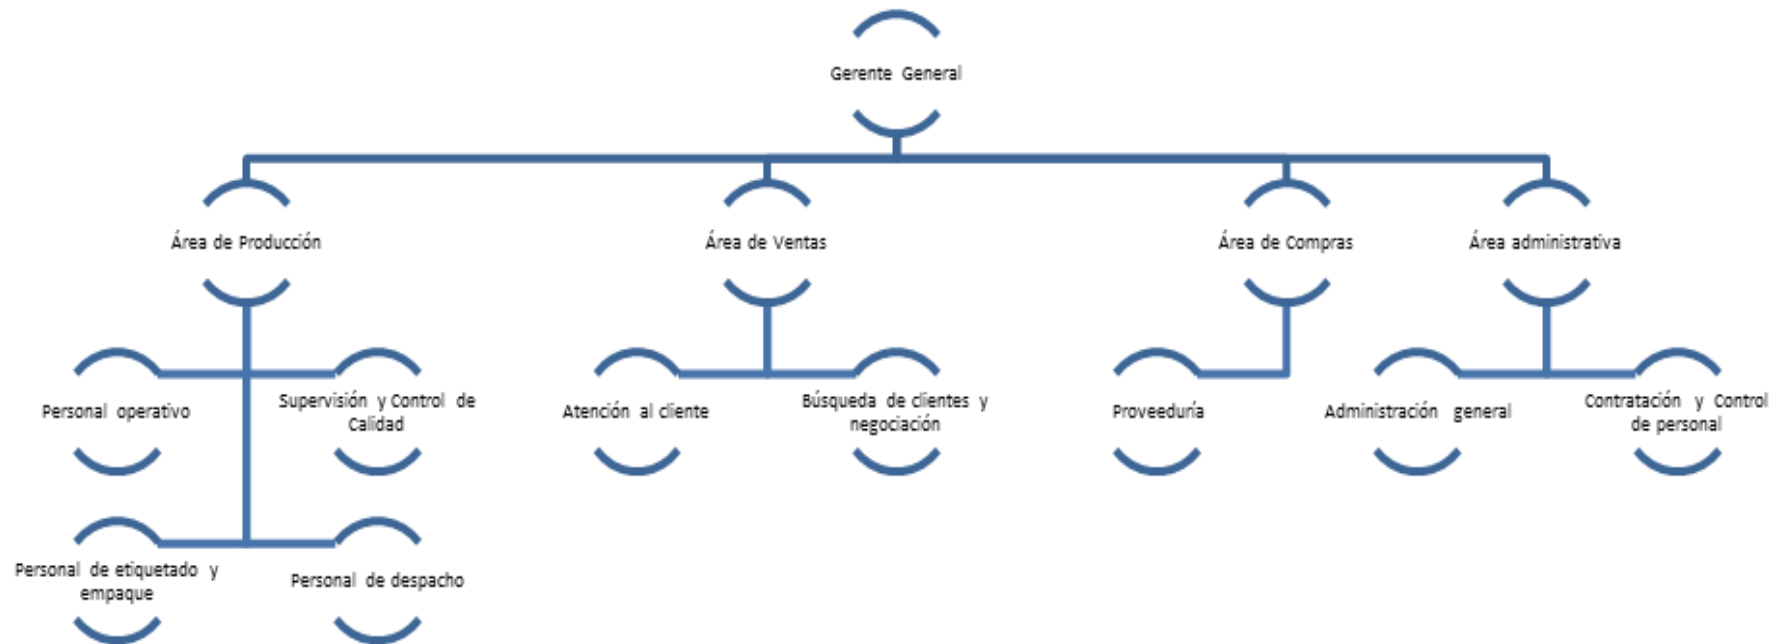 Gerente General
Área de Producción
Área de Ventas
Área de Compras
Área administrativa
Personal operativo
Supervisión y Control de
Calidad
Atención al cliente
Búsqueda de clientes y
negociación
Proveeduría
Administración general
Contratación y Control
de personal
Personal de etiquetado y
empaque
Personal de despacho